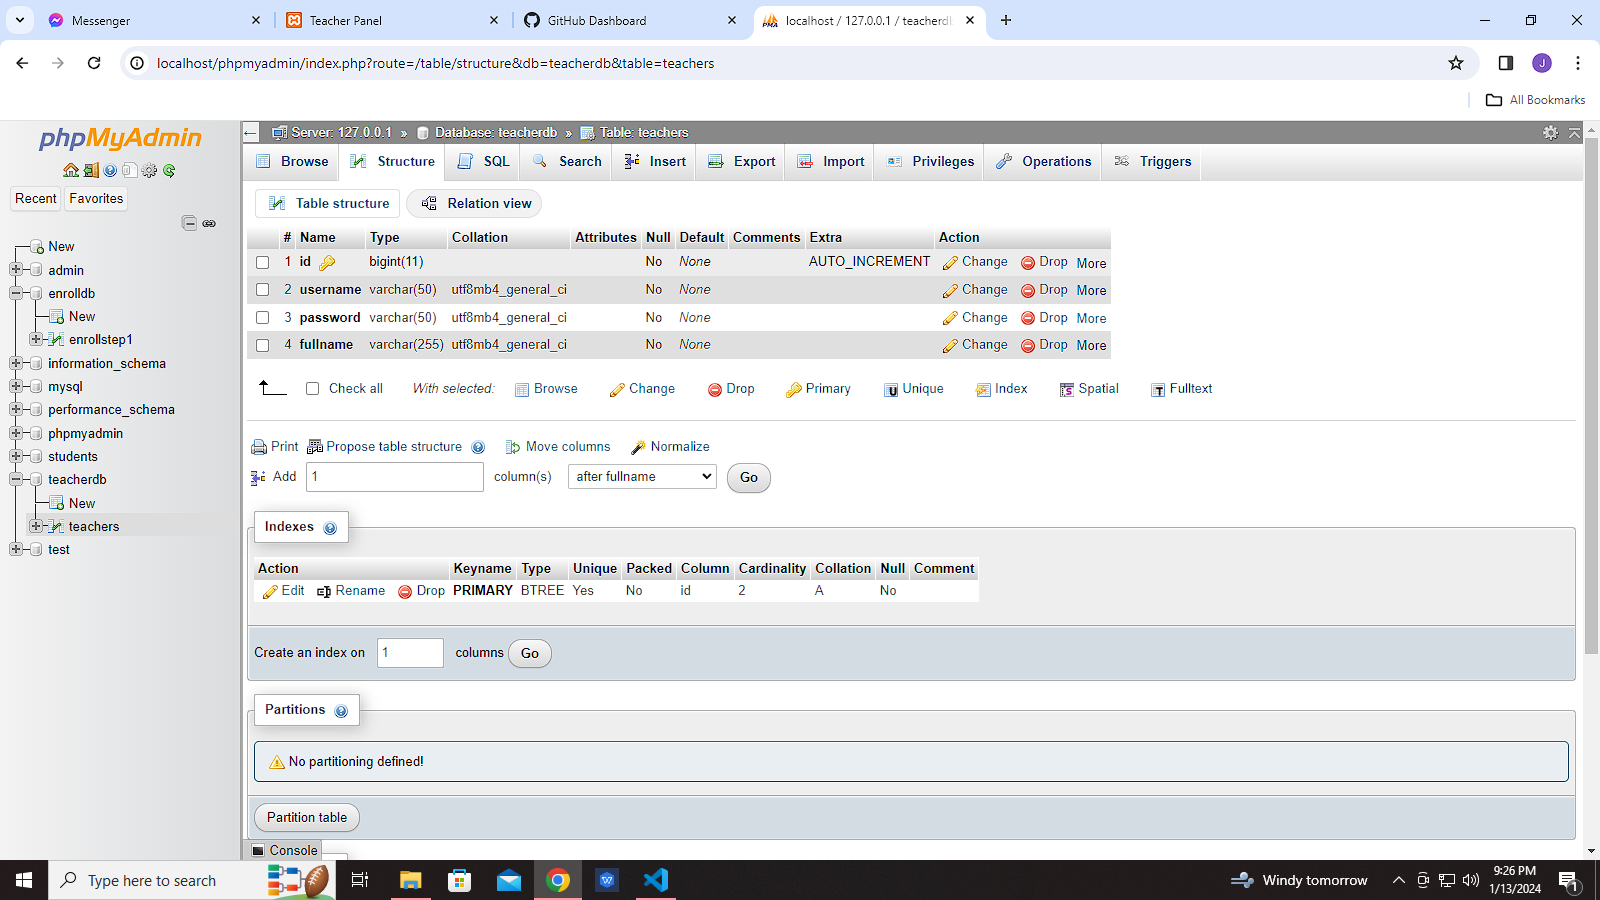 Messenger
Teacher Panel
GitHub Dashboard
localhost / 127.0.0.1 / teacherdb
localhost/phpmyadmin/index.php?route=/table/structure&db=teacherdb&table=teachers
J
All Bookmarks
phpMyAdmin
Recent Favorites
New
admin
enrolldb
New
enrollstep1
information_schema
mysql
performance_schema
phpmyadmin
students
teacherdb
New
teachers
test
Server: 127.0.0.1 » Database: teacherdb » Table: teachers
Browse Structure SQL Search Insert Export Import Privileges Operations Triggers
Table structure Relation view
# Name Type Collation Attributes Null Default Comments Extra Action
1 id bigint(11) No None AUTO_INCREMENT Change Drop More
2 username varchar(50) utf8mb4_general_ci No None Change Drop More
3 password varchar(50) utf8mb4_general_ci No None Change Drop More
4 fullname varchar(255) utf8mb4_general_ci No None Change Drop More
Check all With selected: Browse Change Drop Primary Unique Index Spatial Fulltext
Print Propose table structure Move columns Normalize
Add 1 column(s) after fullname Go
Indexes
Action Keyname Type Unique Packed Column Cardinality Collation Null Comment
Edit Rename Drop PRIMARY BTREE Yes No id 2 A No
Create an index on 1 columns Go
Partitions
No partitioning defined!
Partition table
Console
Type here to search
Windy tomorrow
9:26 PM
1/13/2024
1